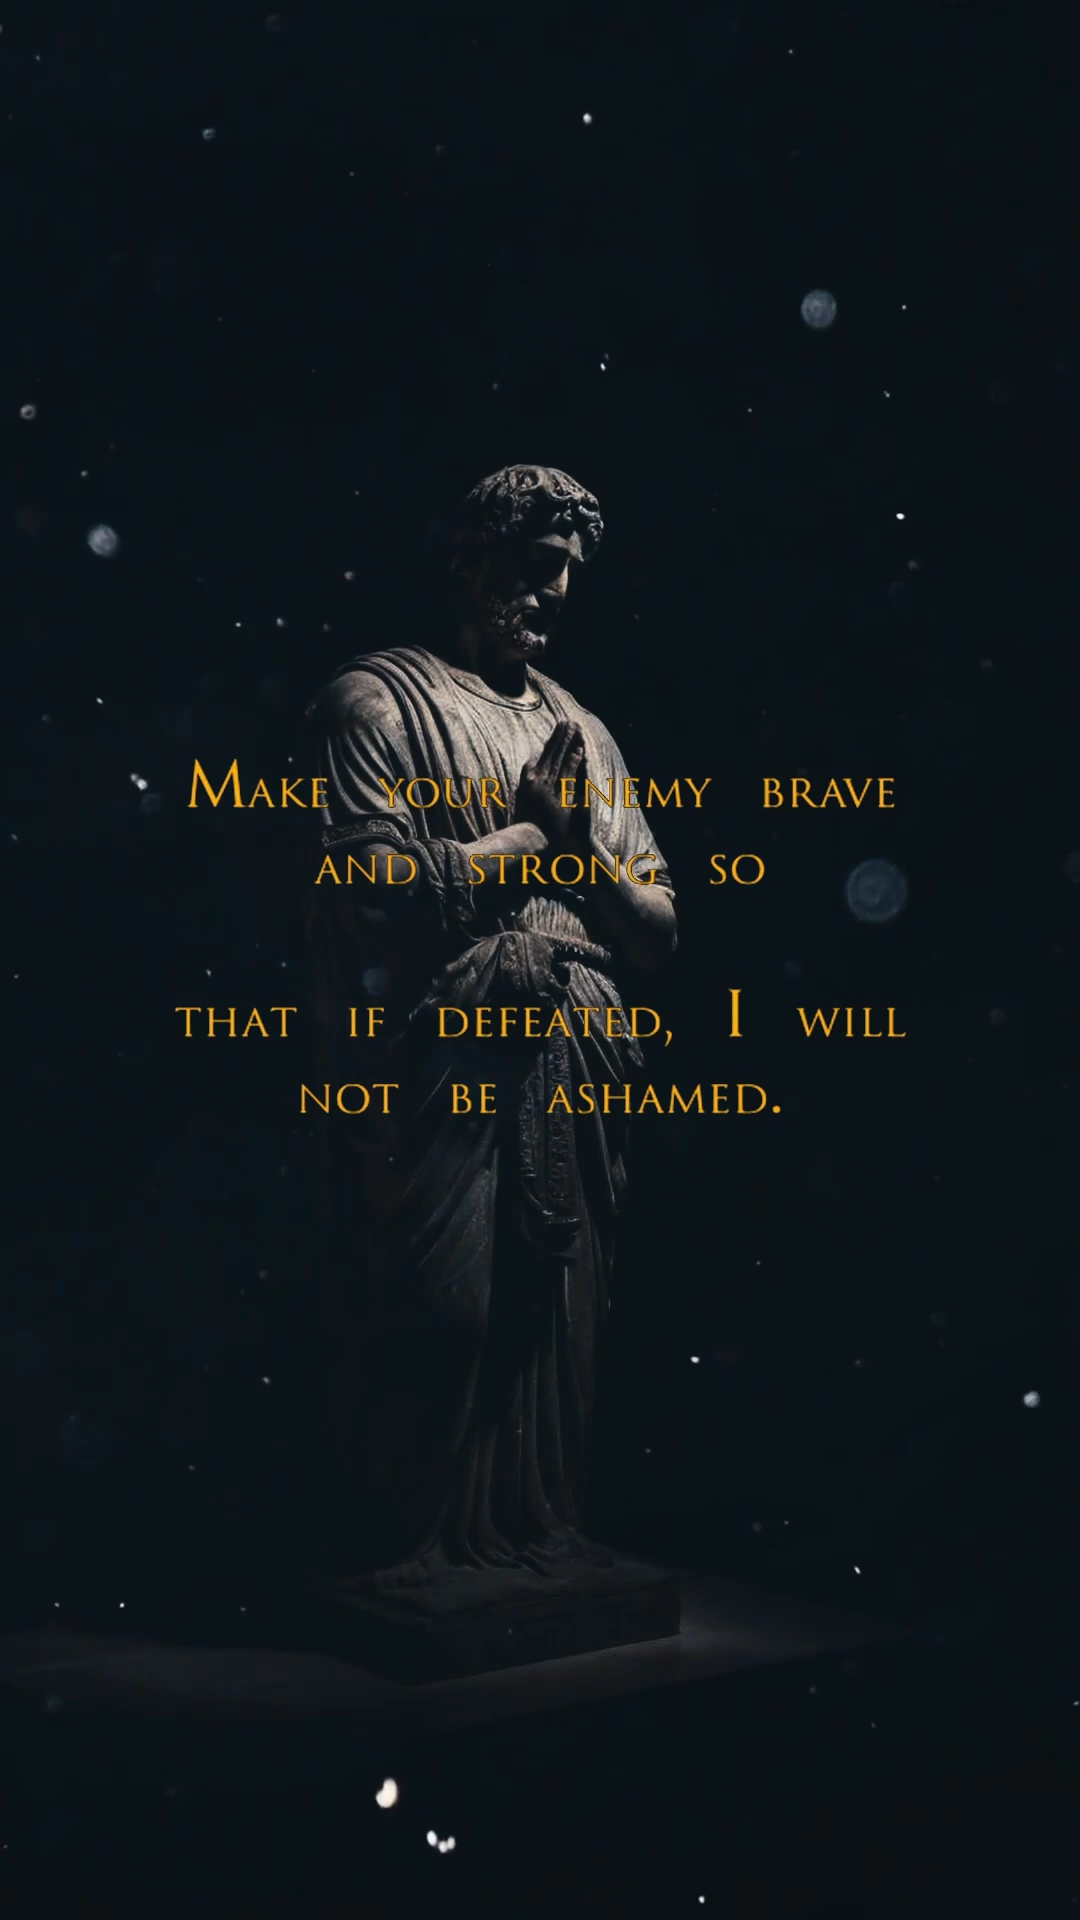 Make your enemy brave
and strong so
that if defeated, I will
not be ashamed.